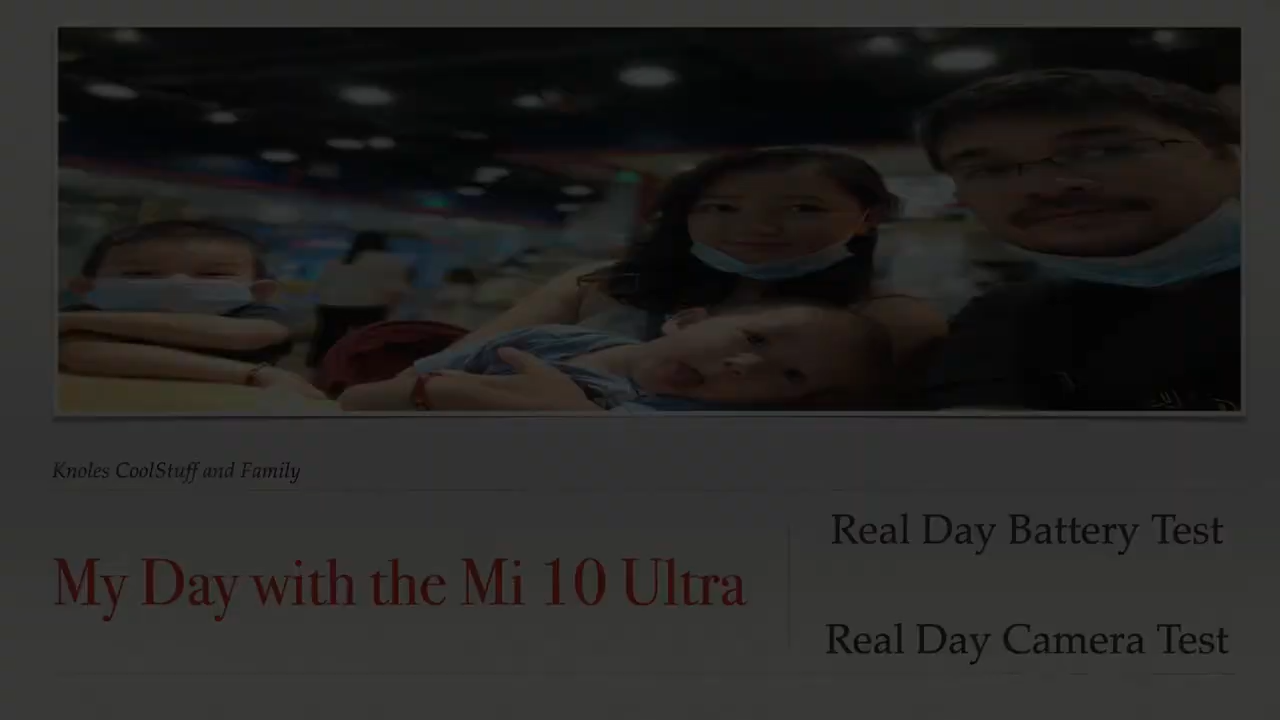 Knoles CoolStuff and Family
My Day with the Mi 10 Ultra
Real Day Battery Test
Real Day Camera Test